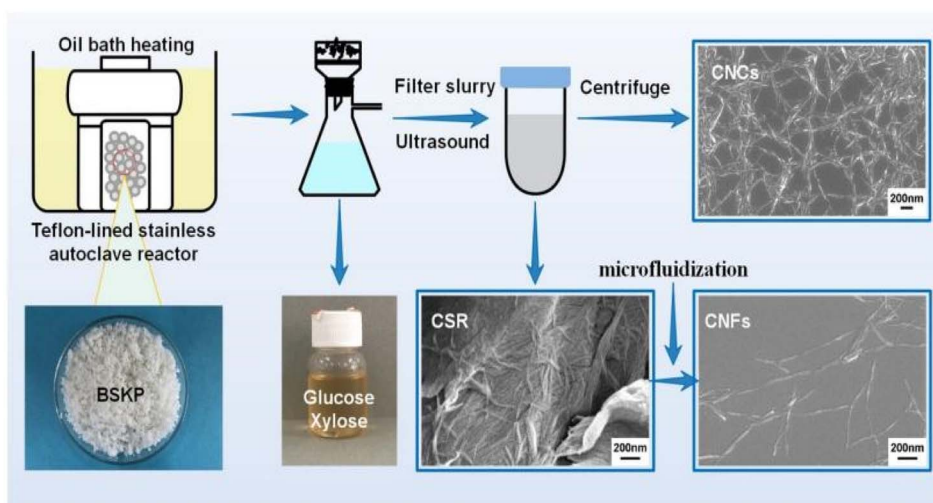 Oil bath heating
Teflon-lined stainless
autoclave reactor
Filter slurry
Ultrasound
Centrifuge
CNCs
200nm
microfluidization
BSKP
Glucose
Xylose
CSR
200nm
CNFs
200nm